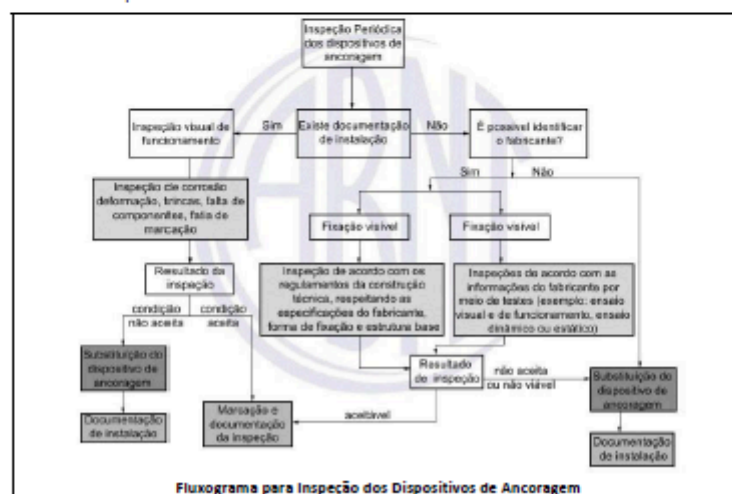 Inspeção Periódica
dos dispositivos de
ancoragem
Inspeção visual de
funcionamento
Sim
Existe documentação
de instalação
Não
É possível identificar
o fabricante?
Sim
Não
Inspeção de corrosão
deformação, trincas, falta de
componentes, falta de
marcação
Fixação visível
Fixação visível
Resultado da
inspeção
Inspeção de acordo com os
regulamentos da construção
técnica, respeitando as
especificações do fabricante,
forma de fixação e estrutura base
Inspeções de acordo com as
informações do fabricante por
meio de testes (exemplo: ensaio
visual e de funcionamento, ensaio
dinâmico ou estático)
condição
não aceita
condição
aceita
Substituição do
dispositivo de
ancoragem
Resultado
de inspeção
não aceita
ou não viável
Substituição do
dispositivo de
ancoragem
Documentação
de instalação
Marcação e
documentação
da inspeção
aceitável
Documentação
de instalação
Fluxograma para Inspeção dos Dispositivos de Ancoragem